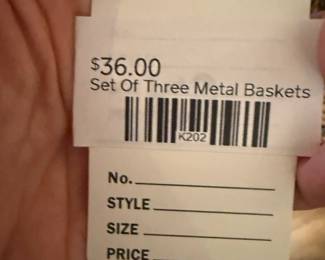 $36.00
Set Of Three Metal Baskets
K202
No.
STYLE
SIZE
PRICE